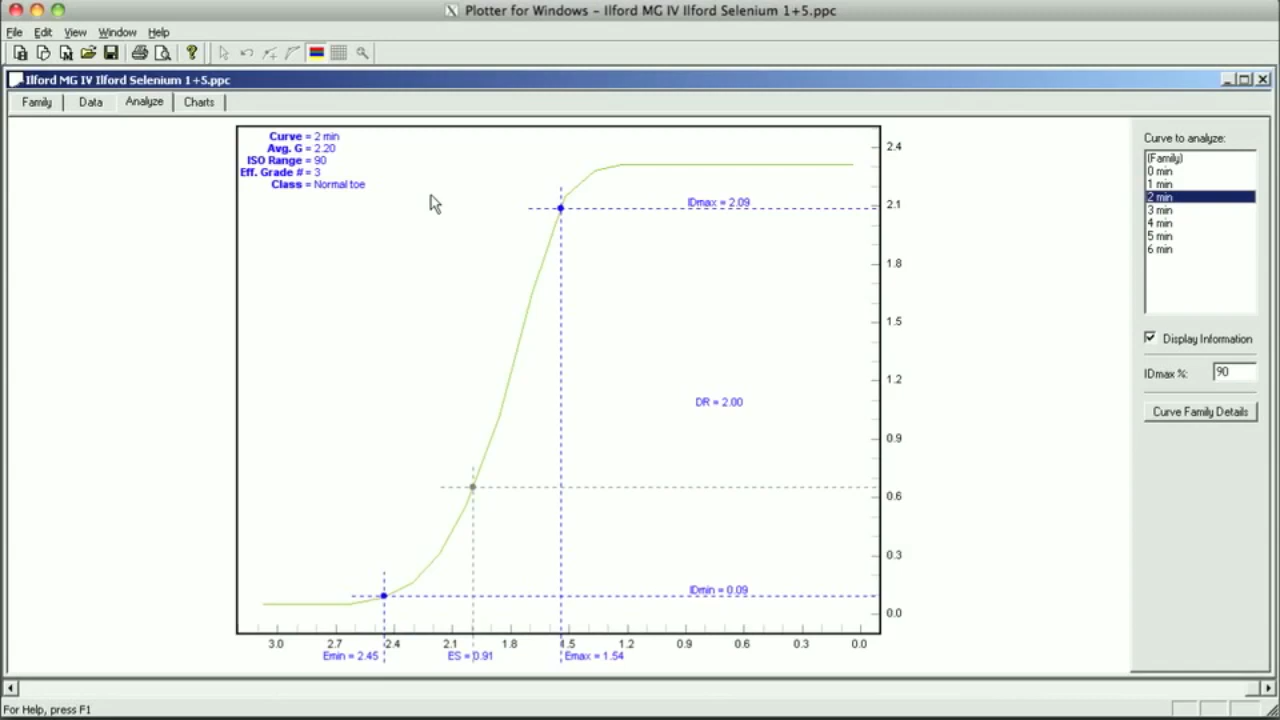 Plotter for Windows - Ilford MG IV Ilford Selenium 1+5.ppc
File Edit View Window Help
Ilford MG IV Ilford Selenium 1+5.ppc
Family Data Analyze Charts
Curve = 2 min
Avg. G = 2.20
ISO Range = 90
Eff. Grade # = 3
Class = Normal toe
IDmax = 2.09
DR = 2.00
IDmin = 0.09
2.4
2.1
1.8
1.5
1.2
0.9
0.6
0.3
0.0
3.0 2.7 2.4 2.1 1.8 1.5 1.2 0.9 0.6 0.3 0.0
Emin = 2.45 ES = 0.91 Emax = 1.54
Curve to analyze:
(Family)
0 min
1 min
2 min
3 min
4 min
5 min
6 min
Display Information
IDmax %: 90
Curve Family Details
For Help, press F1